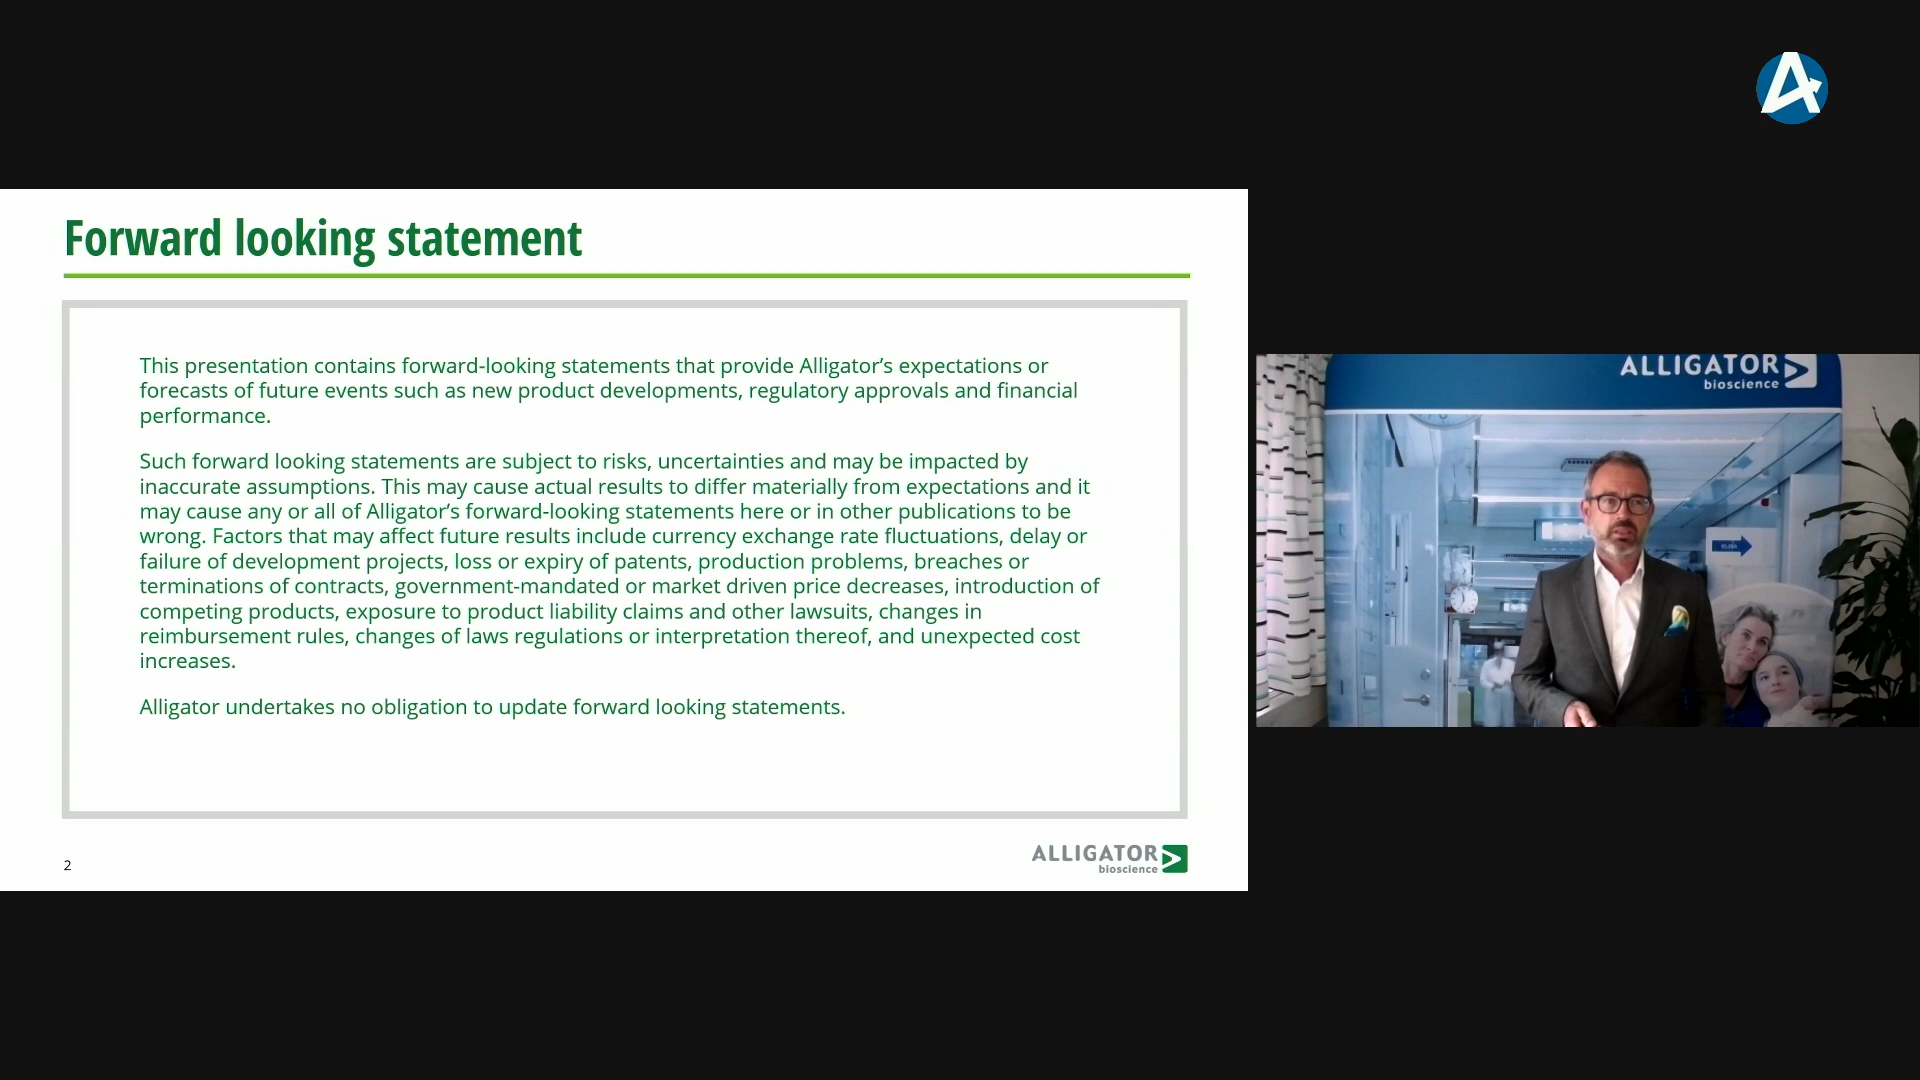 Forward looking statement
This presentation contains forward-looking statements that provide Alligator’s expectations or
forecasts of future events such as new product developments, regulatory approvals and financial
performance.
Such forward looking statements are subject to risks, uncertainties and may be impacted by
inaccurate assumptions. This may cause actual results to differ materially from expectations and it
may cause any or all of Alligator’s forward-looking statements here or in other publications to be
wrong. Factors that may affect future results include currency exchange rate fluctuations, delay or
failure of development projects, loss or expiry of patents, production problems, breaches or
terminations of contracts, government-mandated or market driven price decreases, introduction of
competing products, exposure to product liability claims and other lawsuits, changes in
reimbursement rules, changes of laws regulations or interpretation thereof, and unexpected cost
increases.
Alligator undertakes no obligation to update forward looking statements.
2
ALLIGATOR
bioscience
ALLIGATOR
bioscience